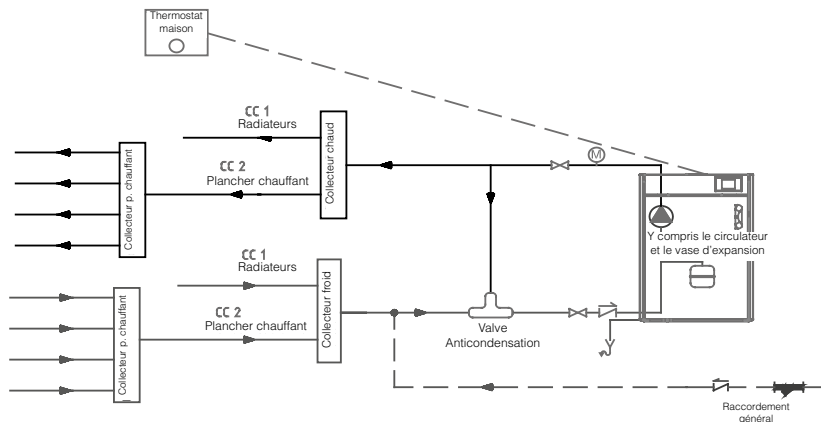 Thermostat
maison
CC 1
Radiateurs
Collecteur chaud
CC 2
Plancher chauffant
Collecteur p. chauffant
M
Y compris le circulateur
et le vase d'expansion
CC 1
Radiateurs
Collecteur froid
CC 2
Plancher chauffant
Collecteur p. chauffant
Valve
Anticondensation
Raccordement
général